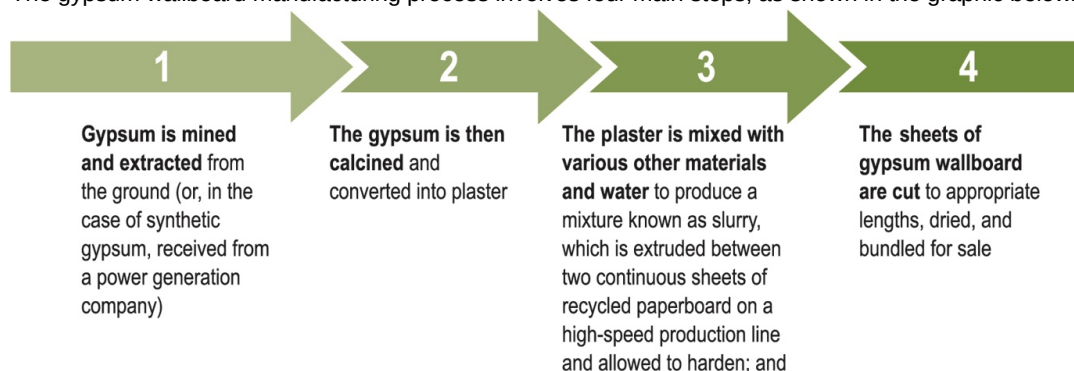 The gypsum wallboard manufacturing process involves four main steps, as shown in the graphic below
1
2
3
4
Gypsum is mined
and extracted from
the ground (or, in the
case of synthetic
gypsum, received from
a power generation
company)
The gypsum is then
calcined and
converted into plaster
The plaster is mixed with
various other materials
and water to produce a
mixture known as slurry,
which is extruded between
two continuous sheets of
recycled paperboard on a
high-speed production line
and allowed to harden; and
The sheets of
gypsum wallboard
are cut to appropriate
lengths, dried, and
bundled for sale